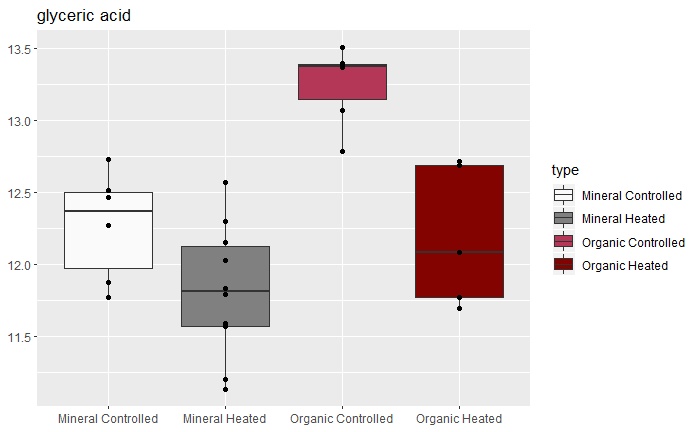 glyceric acid
13.5
13.0
12.5
12.0
11.5
Mineral Controlled
Mineral Heated
Organic Controlled
Organic Heated
type
Mineral Controlled
Mineral Heated
Organic Controlled
Organic Heated